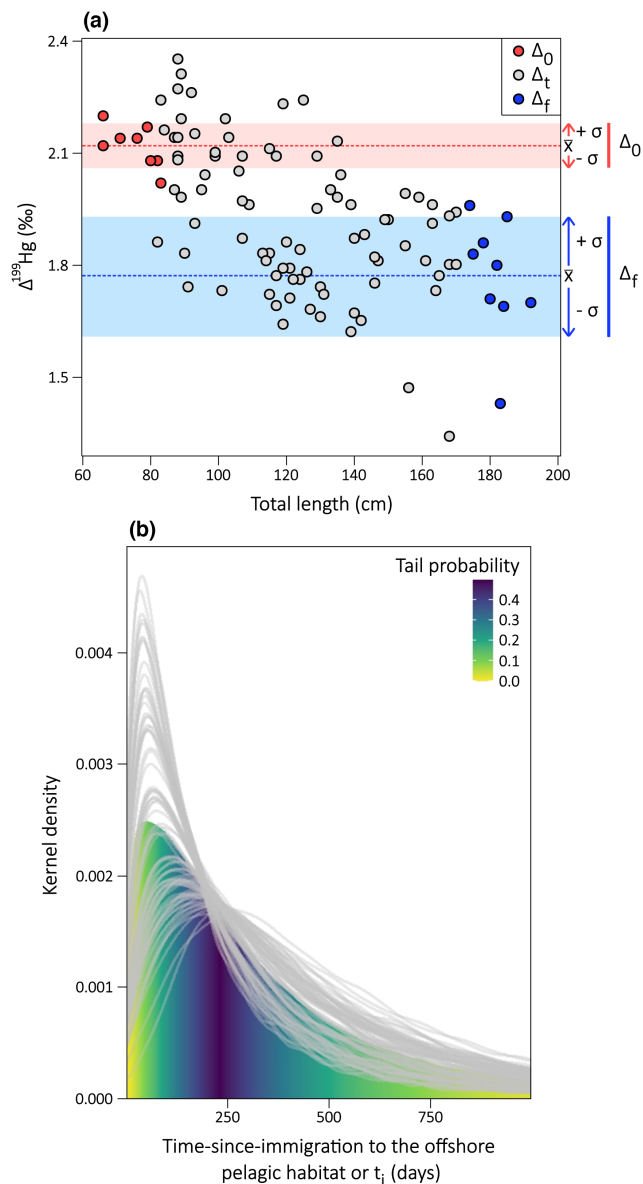 (a)
2.4
2.1
1.8
1.5
Δ¹⁹⁹Hg (‰)
Δ₀
Δₜ
Δf
+ σ
x̄
- σ
Δ₀
+ σ
x̄
- σ
Δf
60 80 100 120 140 160 180 200
Total length (cm)
(b)
Tail probability
0.4
0.3
0.2
0.1
0.0
0.004
0.003
0.002
0.001
0.000
Kernel density
250 500 750
Time-since-immigration to the offshore
pelagic habitat or tᵢ (days)